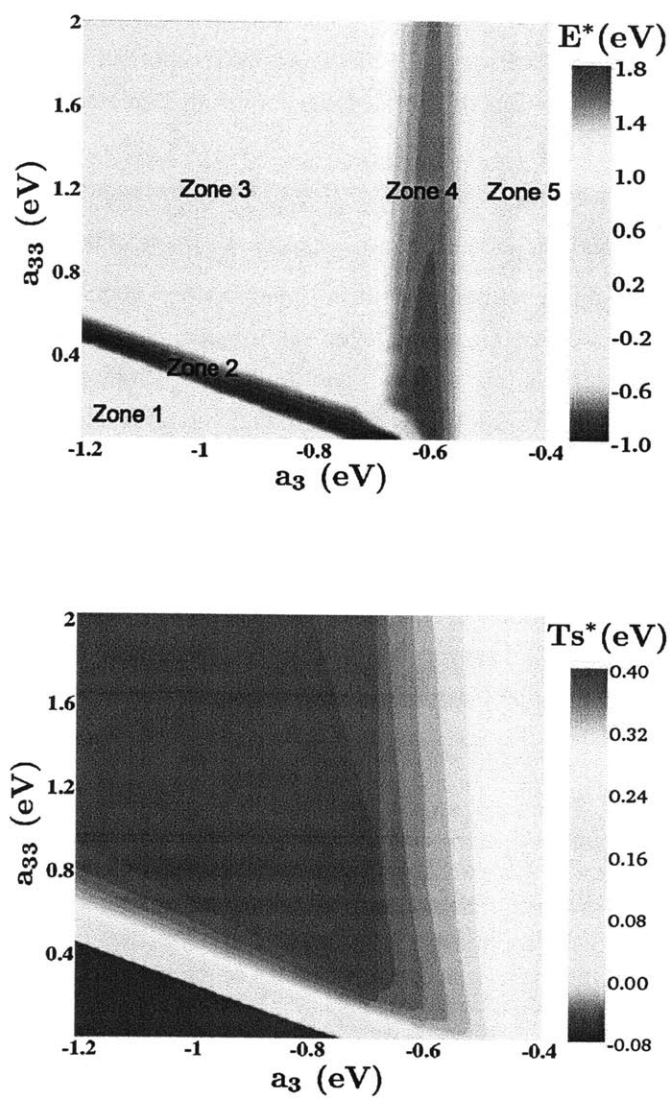 E*(eV)
2
1.8
1.6
1.4
1.2
Zone 3
Zone 4
Zone 5
1.0
a₃₃ (eV)
0.6
0.8
0.2
0.4
Zone 2
-0.2
-0.6
Zone 1
-1.0
-1.2 -1 -0.8 -0.6 -0.4
a₃ (eV)
2
Ts*(eV)
0.40
1.6
0.32
1.2
0.24
a₃₃ (eV)
0.8
0.16
0.08
0.4
0.00
-0.08
-1.2 -1 -0.8 -0.6 -0.4
a₃ (eV)